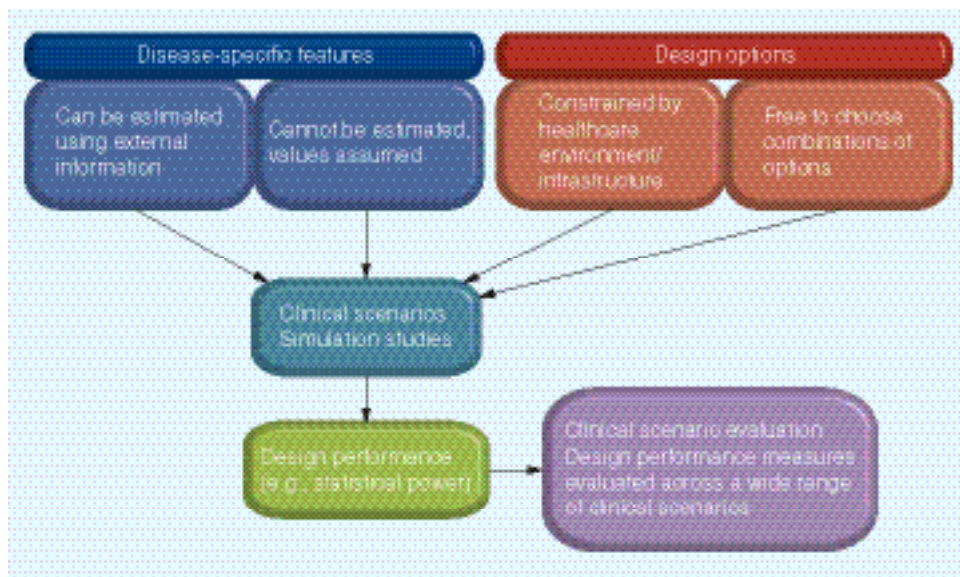 Disease-specific features
Design options
Can be estimated
using external
information
Cannot be estimated,
values assumed
Constrained by
healthcare
environment/
infrastructure
Free to choose
combinations of
options
Clinical scenarios
Simulation studies
Design performance
(e.g., statistical power)
Clinical scenario evaluation
Design performance measures
evaluated across a wide range
of clinical scenarios